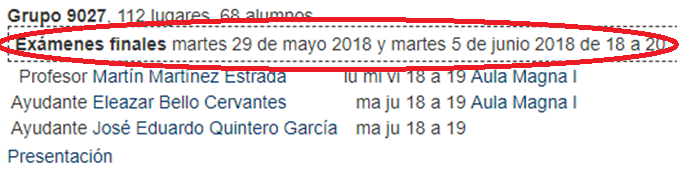 Grupo 9027, 112 lugares, 68 alumnos
Exámenes finales martes 29 de mayo 2018 y martes 5 de junio 2018 de 18 a 20
Profesor Martín Martínez Estrada lu mi vi 18 a 19 Aula Magna I
Ayudante Eleazar Bello Cervantes ma ju 18 a 19 Aula Magna I
Ayudante José Eduardo Quintero García ma ju 18 a 19
Presentación